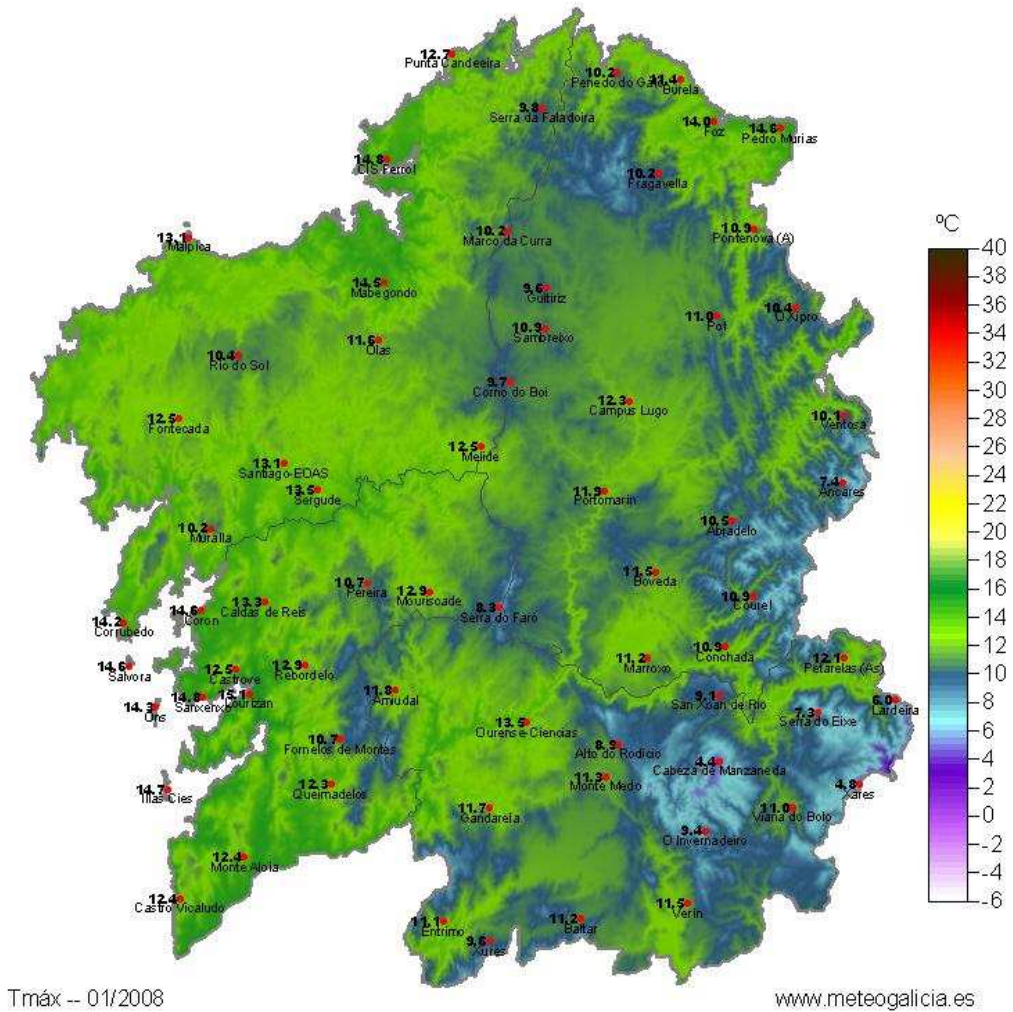 12.7
Punta Candeeira
10.2
Penedo do Galo
11.4
Burela
9.8
Serra da Faladoira
14.0
Foz
14.6
Pedro Murias
14.8
CIS Ferrol
10.2
Fragavella
13.1
Malpica
10.2
Marco da Curra
10.9
Pontenova (A)
14.5
Mabegondo
9.6
Guitiriz
10.4
O Xipro
11.0
Pol
10.9
Sambreixo
11.6
Olas
10.4
Rio do Sol
9.7
Corno do Boi
12.3
Campus Lugo
12.5
Fontecada
10.1
Ventosa
12.5
Melide
13.1
Santiago-EOAS
13.5
Sergude
11.9
Portomarin
7.4
Ancares
10.2
Muralla
10.5
Abradelo
11.5
Boveda
10.7
Pereira
12.9
Mourisoade
10.9
Courel
13.3
Caldas de Reis
14.6
Coron
8.3
Serra do Faro
14.2
Corrubedo
10.9
Conchada
11.2
Marroxo
12.1
Petarelas (As)
14.6
Salvora
12.5
Castrove
12.9
Rebordelo
14.8
Sanxenxo
15.1
Lourizan
11.8
Amiudal
9.1
San Xoan de Rio
6.0
Lardeira
14.3
Ons
7.3
Serra do Eixe
13.5
Ourense-Ciencias
10.7
Fornelos de Montes
8.9
Alto do Rodicio
4.4
Cabeza de Manzaneda
14.7
Illas Cies
12.3
Queimadelos
11.3
Monte Medo
4.8
Xares
11.7
Gandarela
11.0
Viana do Bolo
9.4
O Invernadeiro
12.4
Monte Aloia
12.4
Castro Vicaludo
11.5
Verin
11.1
Entrimo
11.2
Baltar
9.6
Xures
ºC
40
38
36
34
32
30
28
26
24
22
20
18
16
14
12
10
8
6
4
2
0
-2
-4
-6
Tmáx -- 01/2008
www.meteogalicia.es